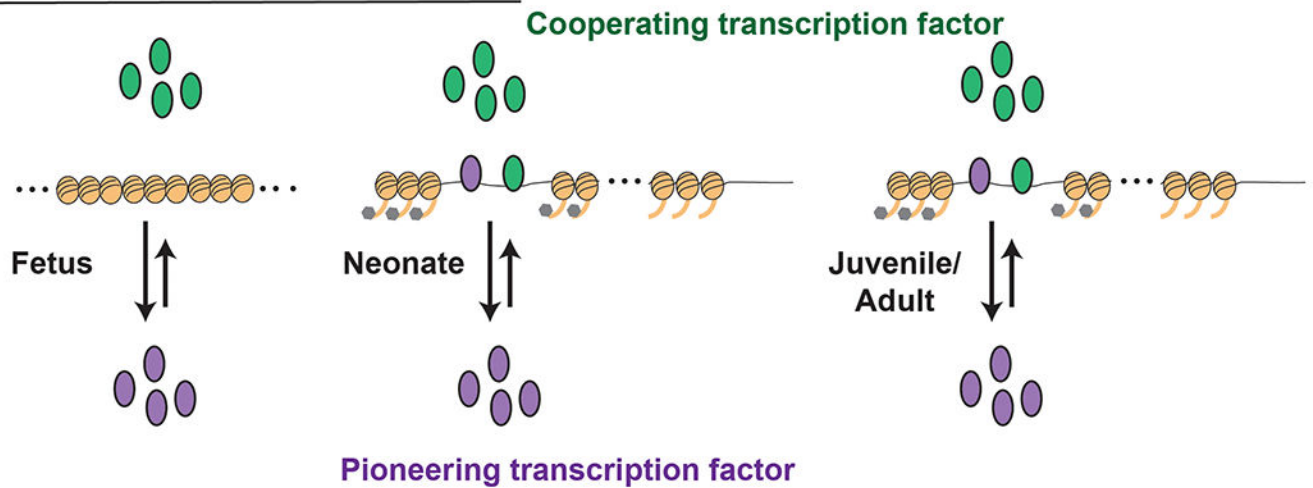 Cooperating transcription factor
Fetus
Neonate
Juvenile/
Adult
Pioneering transcription factor